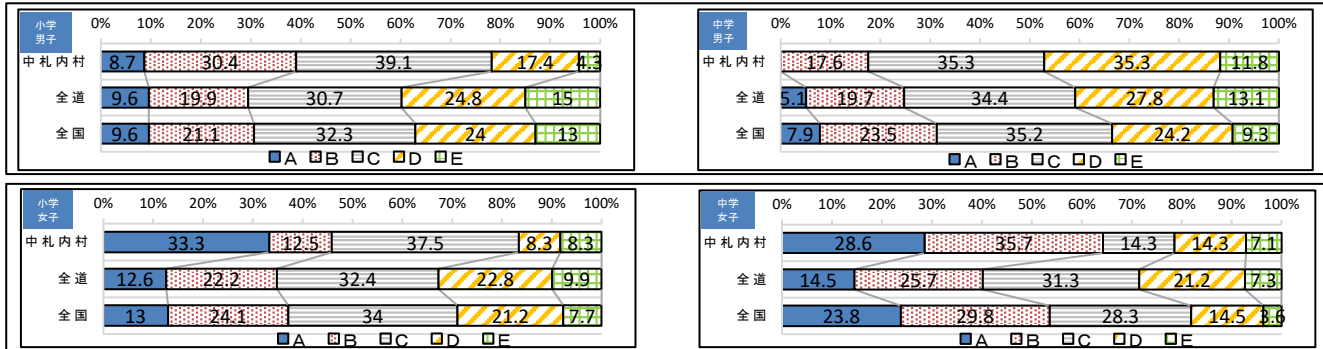 小学
男子
0% 10% 20% 30% 40% 50% 60% 70% 80% 90% 100%
中札内村 8.7 30.4 39.1 17.4 4.3
全道 9.6 19.9 30.7 24.8 15
全国 9.6 21.1 32.3 24 13
A B C D E
中学
男子
0% 10% 20% 30% 40% 50% 60% 70% 80% 90% 100%
中札内村 17.6 35.3 35.3 11.8
全道 5.1 19.7 34.4 27.8 13.1
全国 7.9 23.5 35.2 24.2 9.3
A B C D E
小学
女子
0% 10% 20% 30% 40% 50% 60% 70% 80% 90% 100%
中札内村 33.3 12.5 37.5 8.3 8.3
全道 12.6 22.2 32.4 22.8 9.9
全国 13 24.1 34 21.2 7.7
A B C D E
中学
女子
0% 10% 20% 30% 40% 50% 60% 70% 80% 90% 100%
中札内村 28.6 35.7 14.3 14.3 7.1
全道 14.5 25.7 31.3 21.2 7.3
全国 23.8 29.8 28.3 14.5 3.6
A B C D E